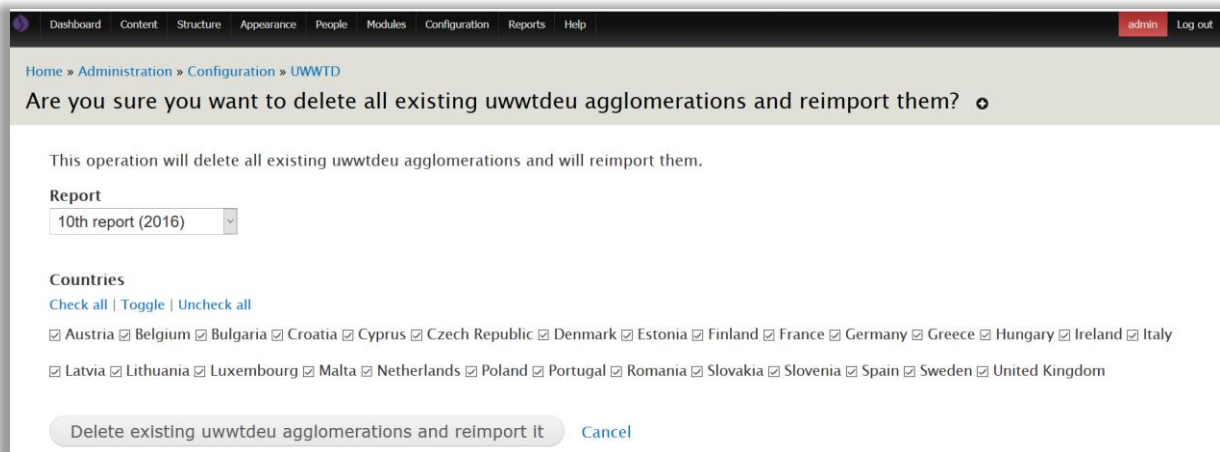 Dashboard Content Structure Appearance People Modules Configuration Reports Help admin Log out
Home » Administration » Configuration » UWWTD
Are you sure you want to delete all existing uwwtdeu agglomerations and reimport them?
This operation will delete all existing uwwtdeu agglomerations and will reimport them.
Report
10th report (2016)
Countries
Check all | Toggle | Uncheck all
Austria Belgium Bulgaria Croatia Cyprus Czech Republic Denmark Estonia Finland France Germany Greece Hungary Ireland Italy
Latvia Lithuania Luxembourg Malta Netherlands Poland Portugal Romania Slovakia Slovenia Spain Sweden United Kingdom
Delete existing uwwtdeu agglomerations and reimport it Cancel